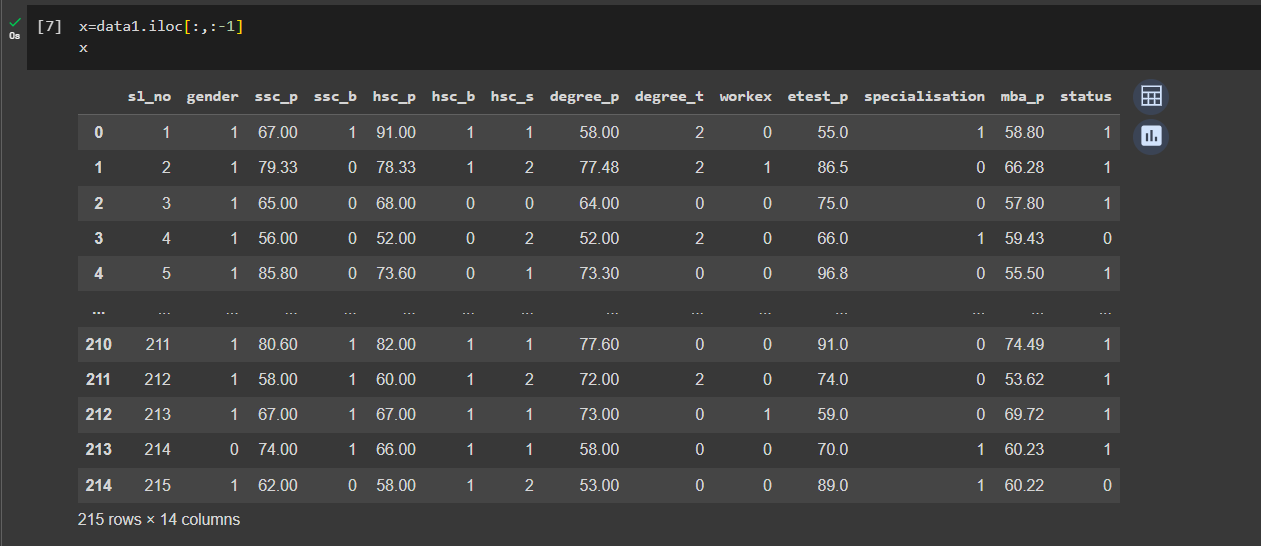 [7] x=data1.iloc[:,:-1]
0s
x
sl_no gender ssc_p ssc_b hsc_p hsc_b hsc_s degree_p degree_t workex etest_p specialisation mba_p status
0 1 1 67.00 1 91.00 1 1 58.00 2 0 55.0 1 58.80 1
1 2 1 79.33 0 78.33 1 2 77.48 2 1 86.5 0 66.28 1
2 3 1 65.00 0 68.00 0 0 64.00 0 0 75.0 0 57.80 1
3 4 1 56.00 0 52.00 0 2 52.00 2 0 66.0 1 59.43 0
4 5 1 85.80 0 73.60 0 1 73.30 0 0 96.8 0 55.50 1
... ... ... ... ... ... ... ... ... ... ... ... ... ... ...
210 211 1 80.60 1 82.00 1 1 77.60 0 0 91.0 0 74.49 1
211 212 1 58.00 1 60.00 1 2 72.00 2 0 74.0 0 53.62 1
212 213 1 67.00 1 67.00 1 1 73.00 0 1 59.0 0 69.72 1
213 214 0 74.00 1 66.00 1 1 58.00 0 0 70.0 1 60.23 1
214 215 1 62.00 0 58.00 1 2 53.00 0 0 89.0 1 60.22 0
215 rows × 14 columns